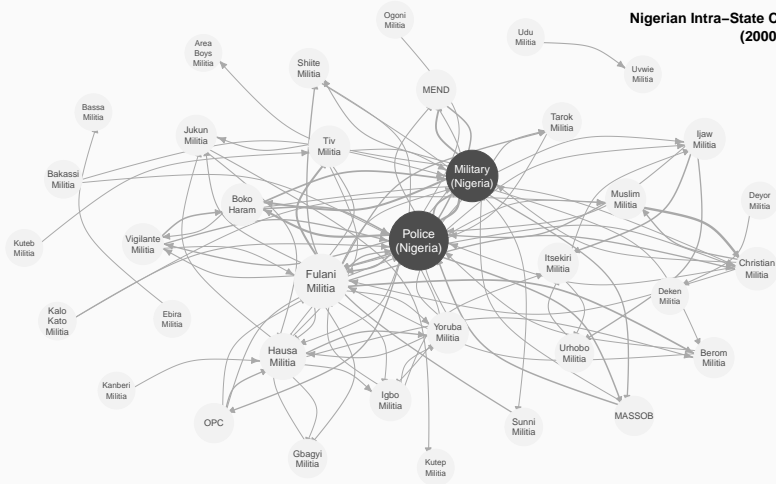 Nigerian Intra−State C
(2000
Ogoni
Militia
Udu
Militia
Area
Boys
Militia
Shiite
Militia
Uvwie
Militia
MEND
Bassa
Militia
Tarok
Militia
Jukun
Militia
Tiv
Militia
Ijaw
Militia
Bakassi
Militia
Military
(Nigeria)
Boko
Haram
Muslim
Militia
Deyor
Militia
Kuteb
Militia
Vigilante
Militia
Police
(Nigeria)
Itsekiri
Militia
Christian
Militia
Fulani
Militia
Deken
Militia
Kalo
Kato
Militia
Ebira
Militia
Yoruba
Militia
Hausa
Militia
Urhobo
Militia
Berom
Militia
Kanberi
Militia
Igbo
Militia
OPC
Sunni
Militia
MASSOB
Gbagyi
Militia
Kutep
Militia